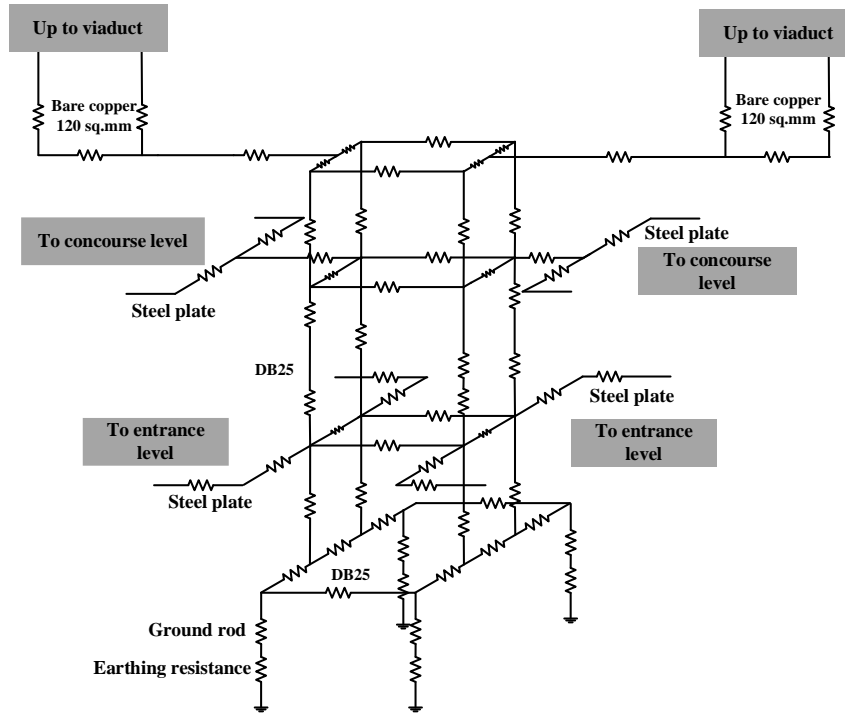 Up to viaduct
Up to viaduct
Bare copper
120 sq.mm
Bare copper
120 sq.mm
To concourse level
Steel plate
Steel plate
To concourse
level
DB25
Steel plate
To entrance
level
To entrance
level
Steel plate
DB25
Ground rod
Earthing resistance